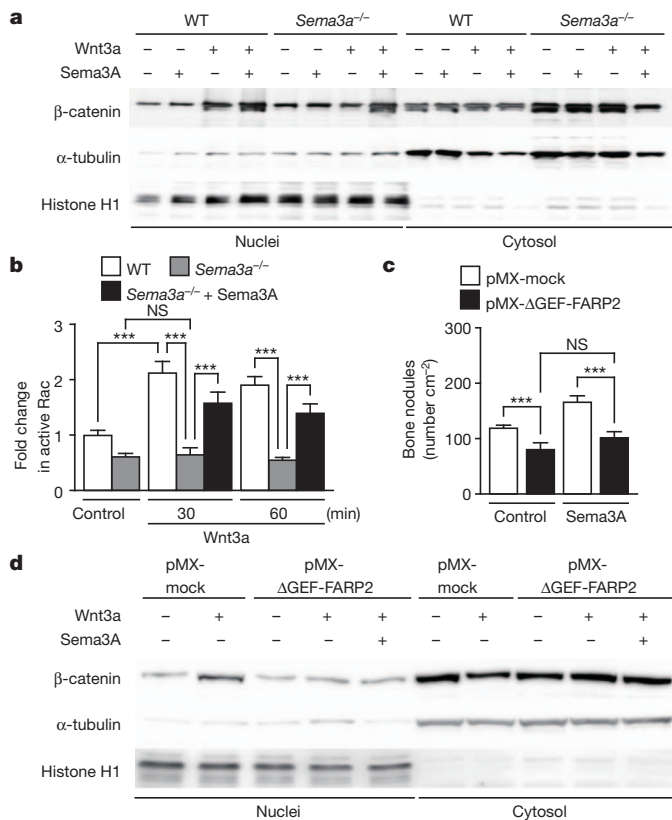 a
WT Sema3a–/– WT Sema3a–/–
Wnt3a – – + + – – + + – – + + – – + +
Sema3A – + – + – + – + – + – + – + – +
β-catenin
α-tubulin
Histone H1
Nuclei Cytosol
b
WT Sema3a–/–
Sema3a–/– + Sema3A
Fold change
in active Rac
3
2
1
0
NS
*** *** *** *** ***
Control 30 60 (min)
Wnt3a
c
pMX-mock
pMX-ΔGEF-FARP2
Bone nodules
(number cm–2)
300
200
100
0
NS
*** ***
Control Sema3A
d
pMX-
mock
pMX-
ΔGEF-FARP2
pMX-
mock
pMX-
ΔGEF-FARP2
Wnt3a – + – + + – + – + +
Sema3A – – – – + – – – – +
β-catenin
α-tubulin
Histone H1
Nuclei Cytosol